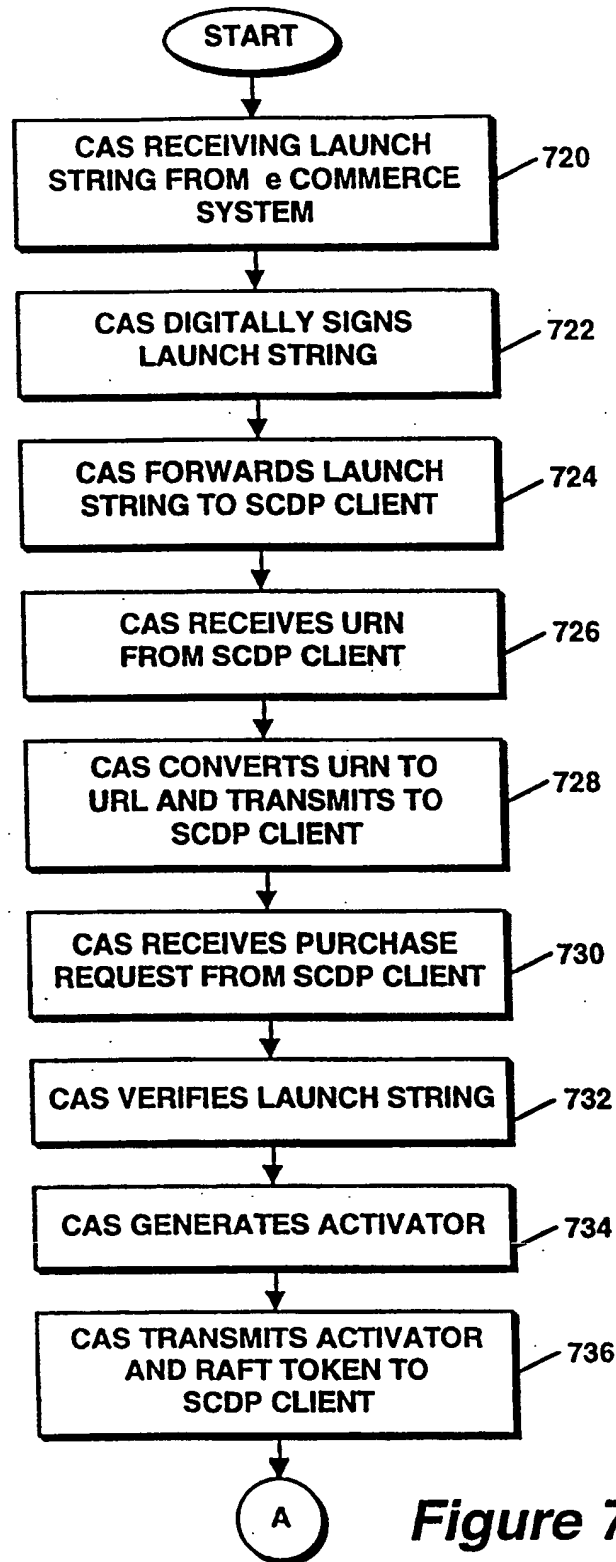 START
CAS RECEIVING LAUNCH
STRING FROM e COMMERCE
SYSTEM
720
CAS DIGITALLY SIGNS
LAUNCH STRING
722
CAS FORWARDS LAUNCH
STRING TO SCDP CLIENT
724
CAS RECEIVES URN
FROM SCDP CLIENT
726
CAS CONVERTS URN TO
URL AND TRANSMITS TO
SCDP CLIENT
728
CAS RECEIVES PURCHASE
REQUEST FROM SCDP CLIENT
730
CAS VERIFIES LAUNCH STRING
732
CAS GENERATES ACTIVATOR
734
CAS TRANSMITS ACTIVATOR
AND RAFT TOKEN TO
SCDP CLIENT
736
A
Figure 7